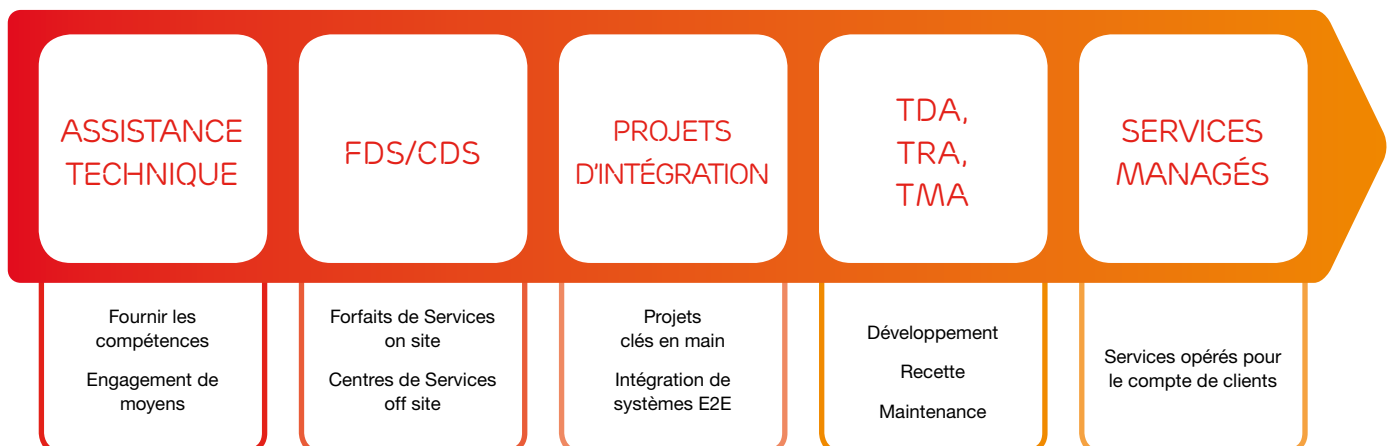 ASSISTANCE
TECHNIQUE
FDS/CDS
PROJETS
D'INTÉGRATION
TDA,
TRA,
TMA
SERVICES
MANAGÉS
Fournir les
compétences
Engagement de
moyens
Forfaits de Services
on site
Centres de Services
off site
Projets
clés en main
Intégration de
systèmes E2E
Développement
Recette
Maintenance
Services opérés pour
le compte de clients